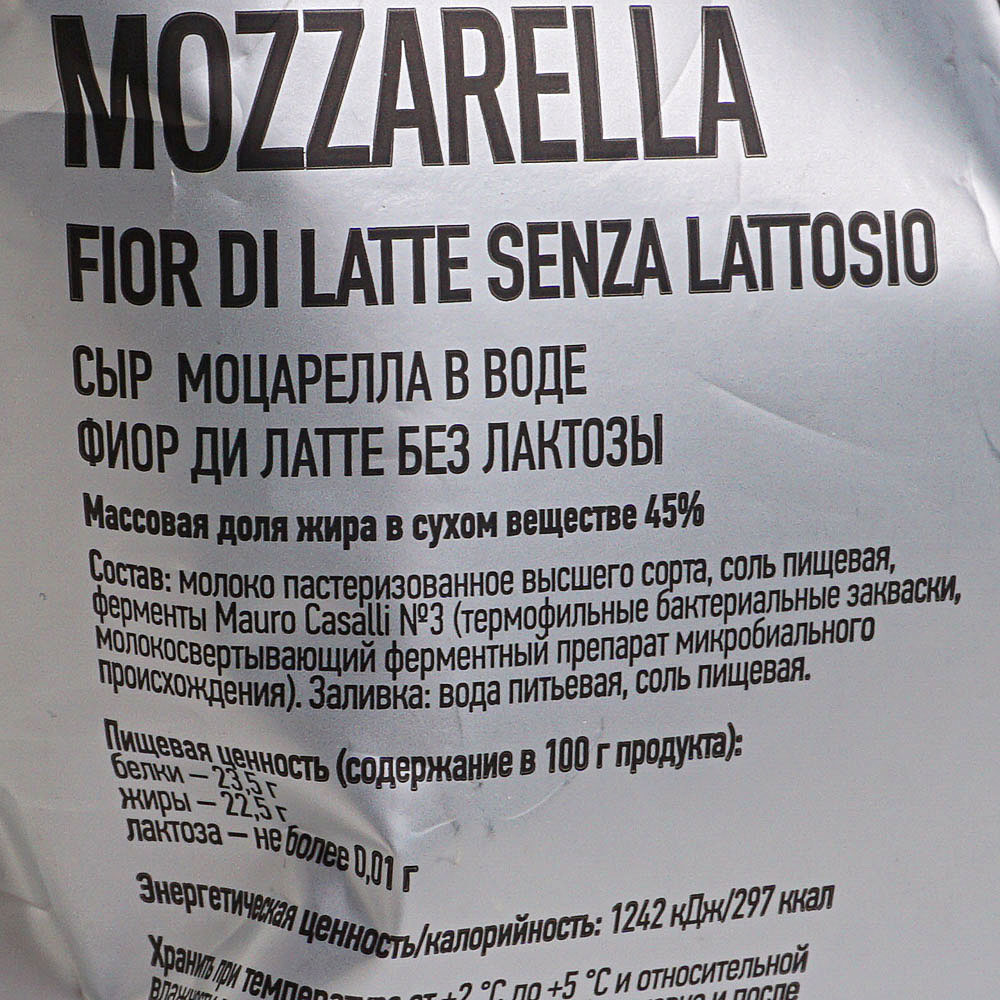 MOZZARELLA
FIOR DI LATTE SENZA LATTOSIO
СЫР МОЦАРЕЛЛА В ВОДЕ
ФИОР ДИ ЛАТТЕ БЕЗ ЛАКТОЗЫ
Массовая доля жира в сухом веществе 45%
Состав: молоко пастеризованное высшего сорта, соль пищевая,
ферменты Mauro Casalli №3 (термофильные бактериальные закваски,
молокосвертывающий ферментный препарат микробиального
происхождения). Заливка: вода питьевая, соль пищевая.
Пищевая ценность (содержание в 100 г продукта):
белки – 23,5 г
жиры – 22,5 г
лактоза – не более 0,01 г
Энергетическая ценность/калорийность: 1242 кДж/297 ккал
Хранить при температуре от +2 °С до +5 °С и относительной
и после